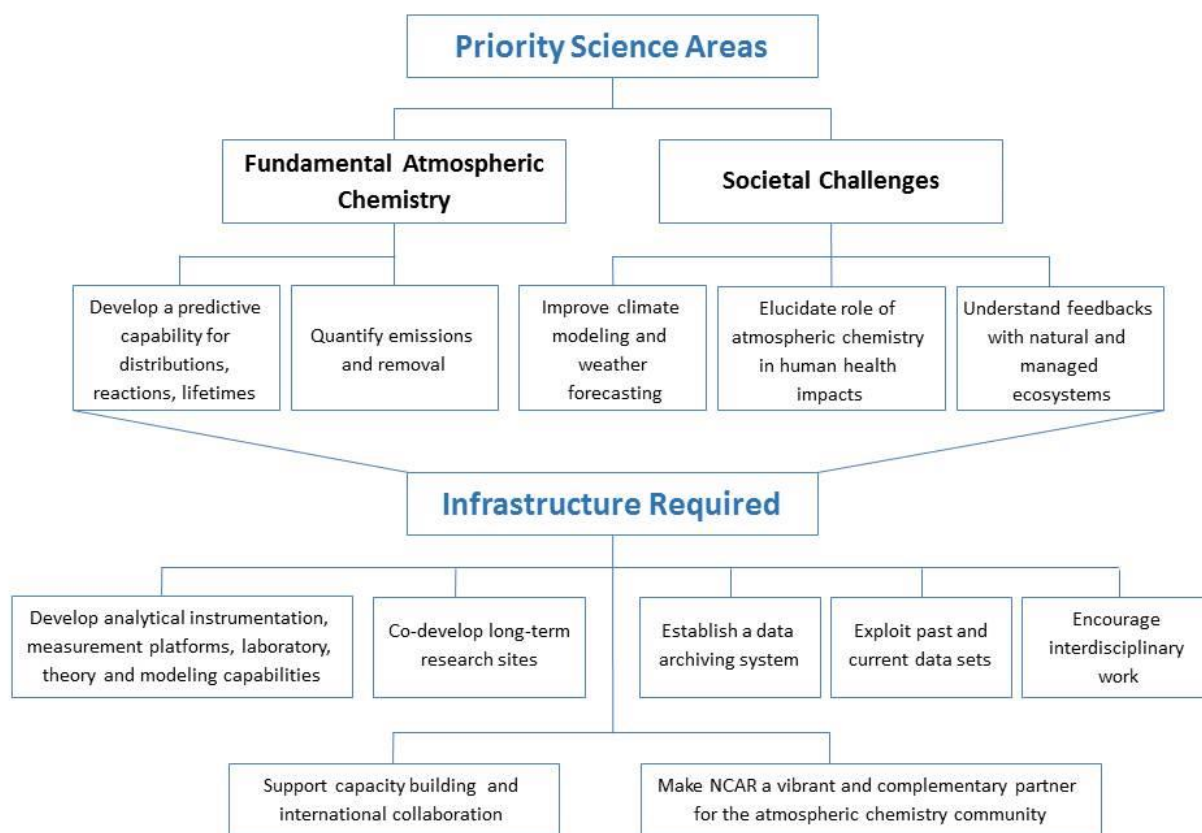 Priority Science Areas
Fundamental Atmospheric
Chemistry
Societal Challenges
Develop a predictive
capability for
distributions,
reactions, lifetimes
Quantify emissions
and removal
Improve climate
modeling and
weather
forecasting
Elucidate role of
atmospheric chemistry
in human health
impacts
Understand feedbacks
with natural and
managed
ecosystems
Infrastructure Required
Develop analytical instrumentation,
measurement platforms, laboratory,
theory and modeling capabilities
Co-develop long-term
research sites
Establish a data
archiving system
Exploit past and
current data sets
Encourage
interdisciplinary
work
Support capacity building and
international collaboration
Make NCAR a vibrant and complementary partner
for the atmospheric chemistry community